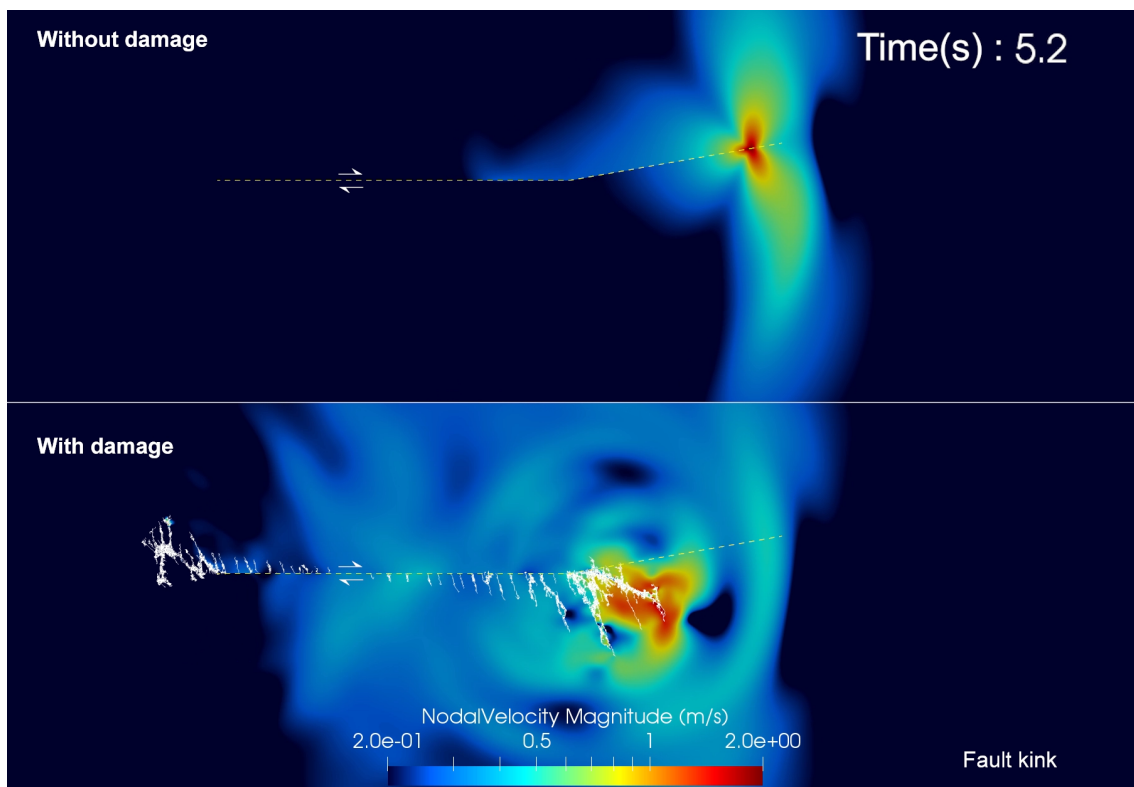 Without damage
Time(s) : 5.2
With damage
NodalVelocity Magnitude (m/s)
2.0e-01 0.5 1 2.0e+00
Fault kink